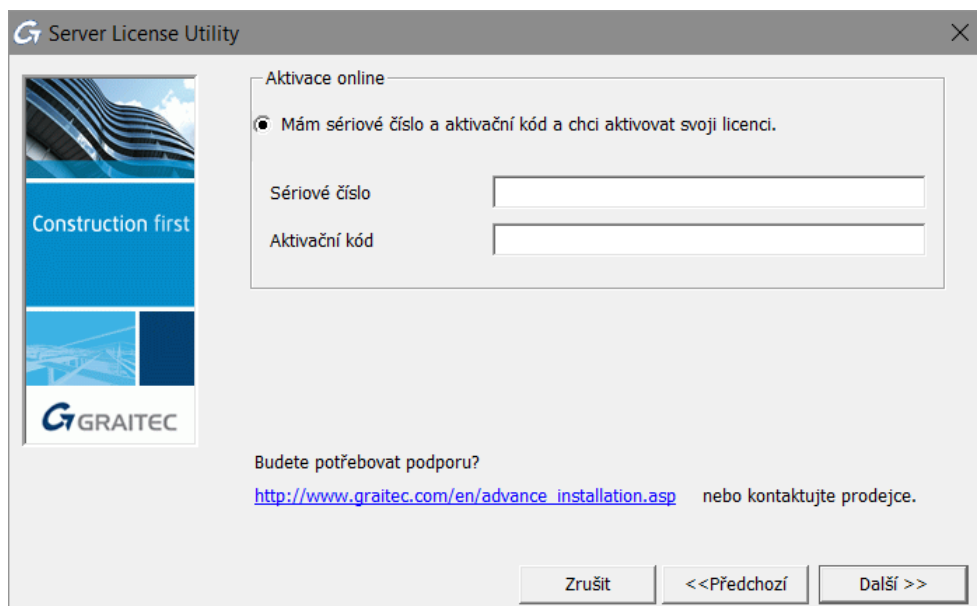 Server License Utility
Aktivace online
Mám sériové číslo a aktivační kód a chci aktivovat svoji licenci.
Sériové číslo
Aktivační kód
Construction first
GRAITEC
Budete potřebovat podporu?
http://www.graitec.com/en/advance_installation.asp nebo kontaktujte prodejce.
Zrušit <<Předchozí Další >>